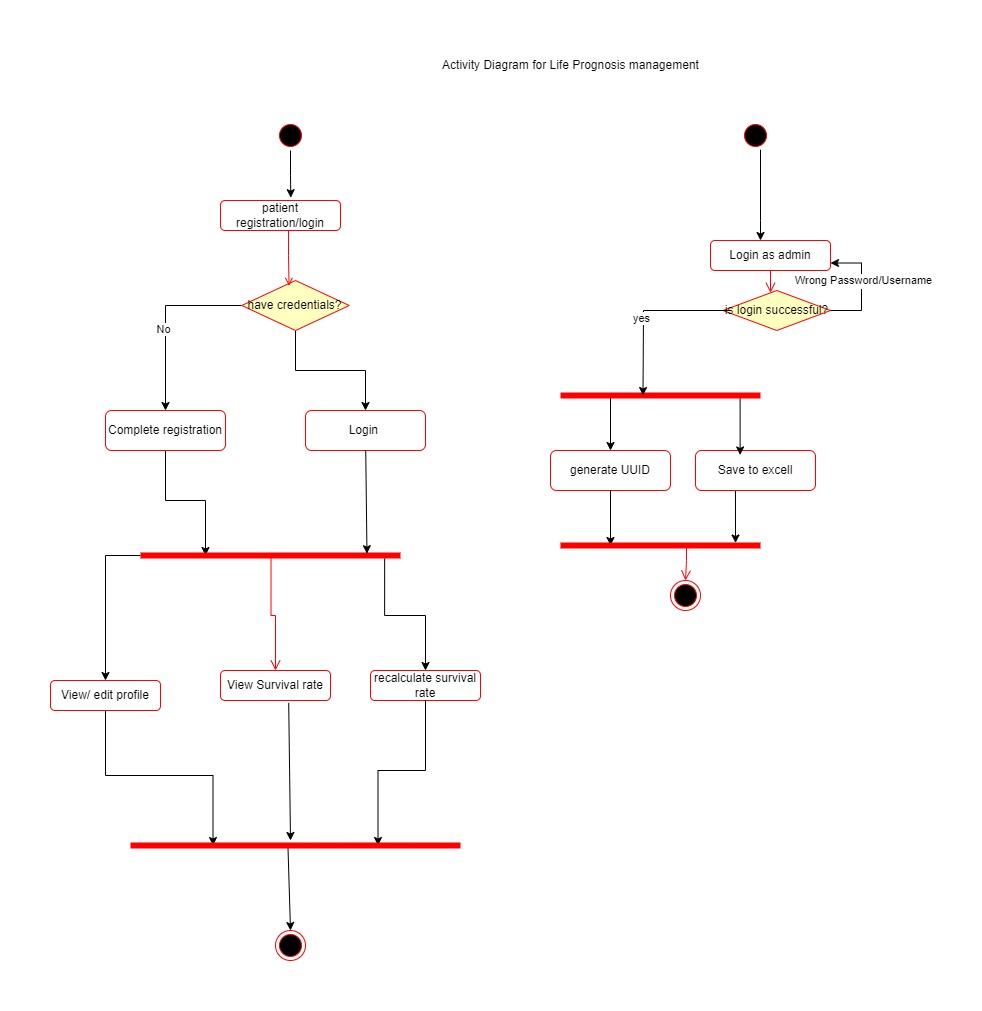 Activity Diagram for Life Prognosis management
patient
registration/login
have credentials?
No
Complete registration
Login
View/ edit profile
View Survival rate
recalculate survival
rate
Login as admin
Wrong Password/Username
is login successful?
yes
generate UUID
Save to excell